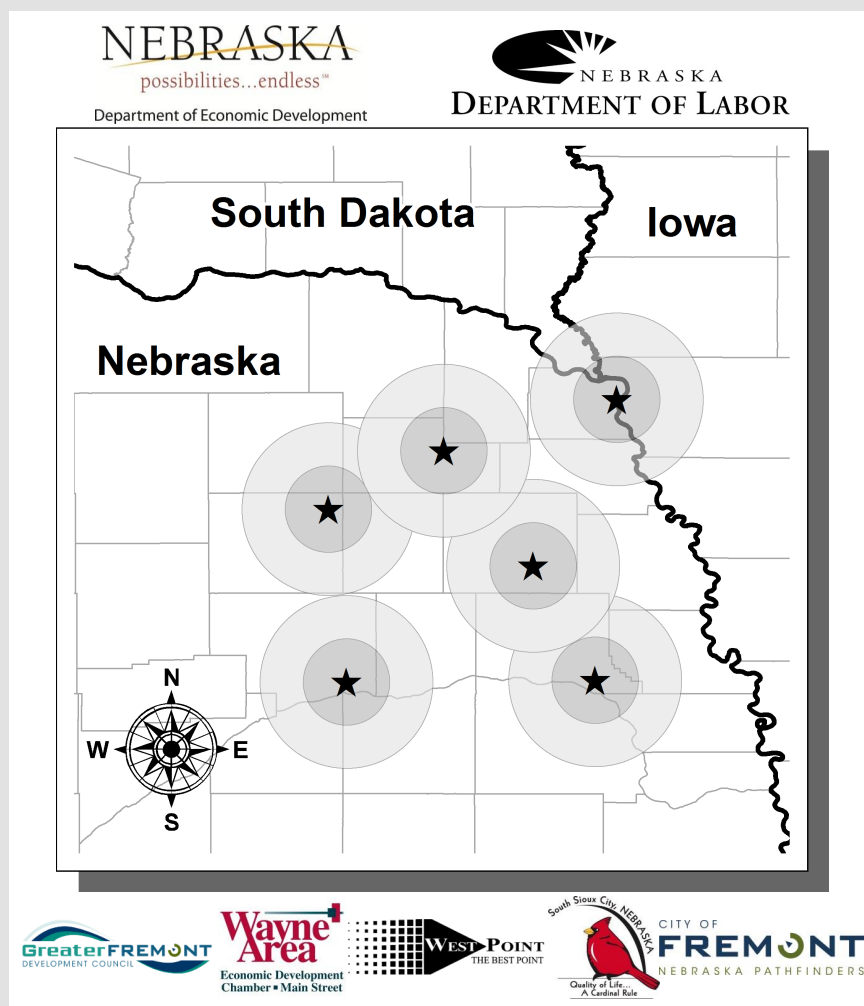 NEBRASKA
possibilities...endless™
Department of Economic Development
NEBRASKA
DEPARTMENT OF LABOR
South Dakota
Iowa
Nebraska
N
W E
S
GreaterFREMONT
DEVELOPMENT COUNCIL
Wayne
Area
Economic Development
Chamber ▪ Main Street
WEST POINT
THE BEST POINT
South Sioux City, NEBRASKA
Quality of Life...
A Cardinal Rule
CITY OF
FREMONT
NEBRASKA PATHFINDERS